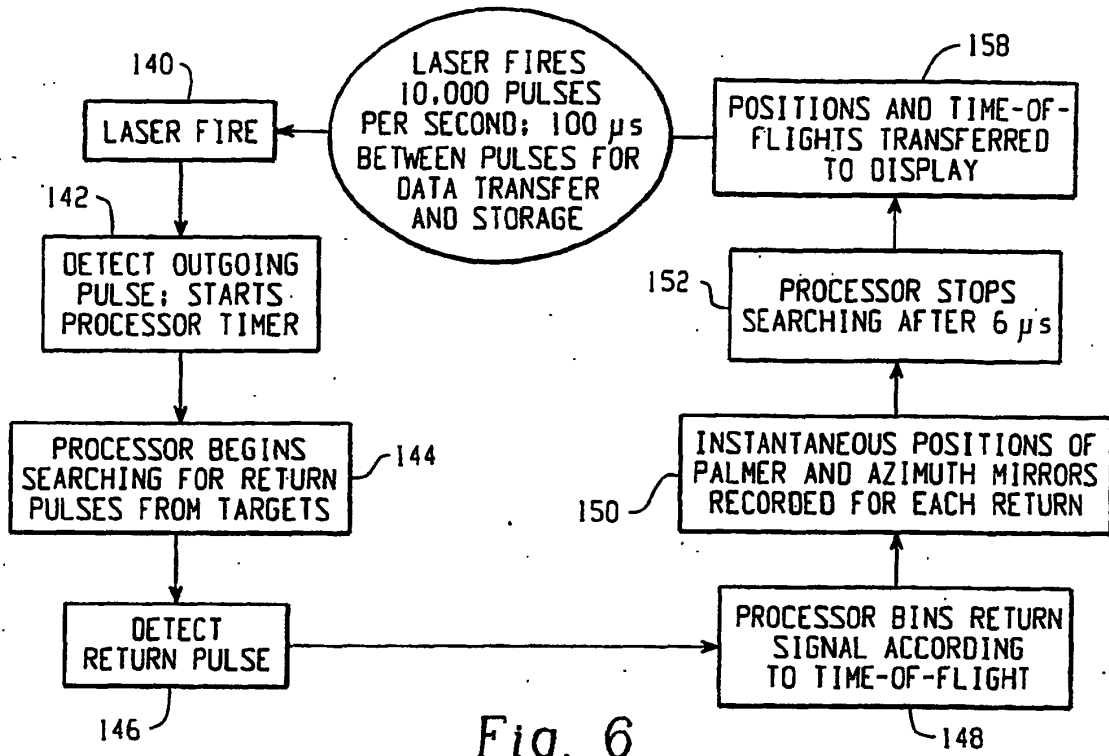 140
LASER FIRE
LASER FIRES
10,000 PULSES
PER SECOND; 100 µs
BETWEEN PULSES FOR
DATA TRANSFER
AND STORAGE
158
POSITIONS AND TIME-OF-
FLIGHTS TRANSFERRED
TO DISPLAY
142
DETECT OUTGOING
PULSE; STARTS
PROCESSOR TIMER
152
PROCESSOR STOPS
SEARCHING AFTER 6 µs
PROCESSOR BEGINS
SEARCHING FOR RETURN
PULSES FROM TARGETS
144
150
INSTANTANEOUS POSITIONS OF
PALMER AND AZIMUTH MIRRORS
RECORDED FOR EACH RETURN
DETECT
RETURN PULSE
146
PROCESSOR BINS RETURN
SIGNAL ACCORDING
TO TIME-OF-FLIGHT
148
Fig. 6